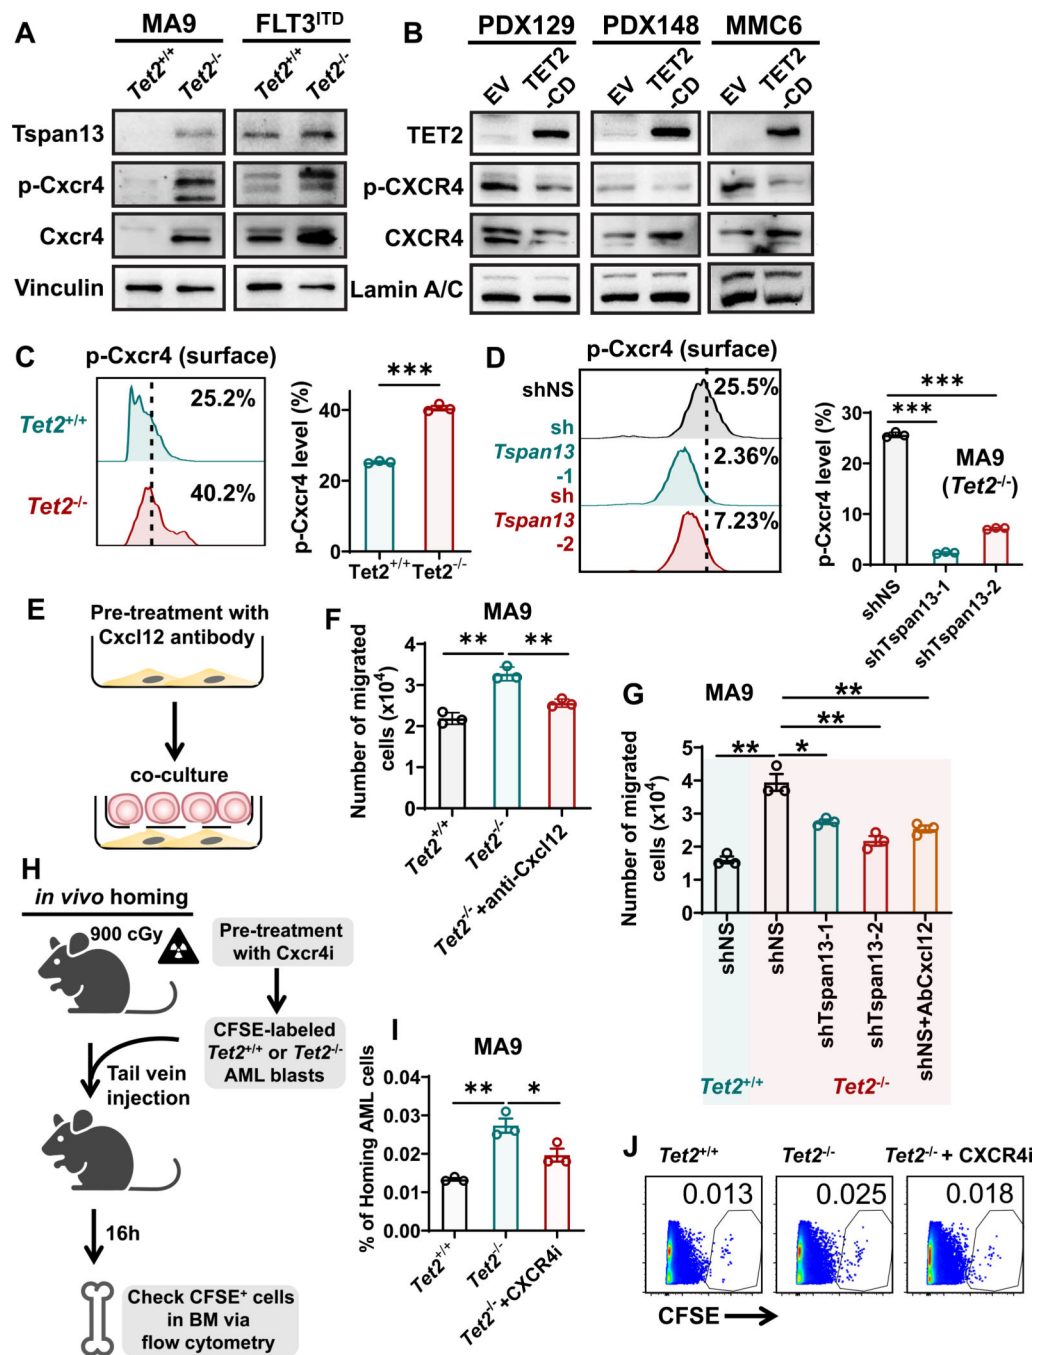 A
MA9
FLT3ITD
Tet2+/+
Tet2-/-
Tet2+/+
Tet2-/-
Tspan13
p-Cxcr4
Cxcr4
Vinculin
B
PDX129
PDX148
MMC6
EV
TET2
-CD
EV
TET2
-CD
EV
TET2
-CD
TET2
p-CXCR4
CXCR4
Lamin A/C
C
p-Cxcr4 (surface)
25.2%
Tet2+/+
40.2%
Tet2-/-
p-Cxcr4 level (%)
40
20
0
***
Tet2+/+
Tet2-/-
D
p-Cxcr4 (surface)
shNS
25.5%
sh
Tspan13
-1
2.36%
sh
Tspan13
-2
7.23%
p-Cxcr4 level (%)
30
20
10
0
***
***
MA9
(Tet2-/-)
shNS
shTspan13-1
shTspan13-2
E
Pre-treatment with
Cxcl12 antibody
co-culture
F
MA9
Number of migrated
cells (x10⁴)
4
3
2
1
0
**
**
Tet2+/+
Tet2-/-
Tet2-/-+anti-Cxcl12
G
MA9
Number of migrated
cells (x10⁴)
5
4
3
2
1
0
**
**
**
*
shNS
shNS
shTspan13-1
shTspan13-2
shNS+AbCxcl12
Tet2+/+
Tet2-/-
H
in vivo homing
900 cGy
Pre-treatment
with Cxcr4i
CFSE-labeled
Tet2+/+ or Tet2-/-
AML blasts
Tail vein
injection
16h
Check CFSE+ cells
in BM via
flow cytometry
I
MA9
% of Homing AML cells
0.04
0.03
0.02
0.01
0.00
**
*
Tet2+/+
Tet2-/-
Tet2-/-+CXCR4i
J
Tet2+/+
Tet2-/-
Tet2-/- + CXCR4i
0.013
0.025
0.018
CFSE